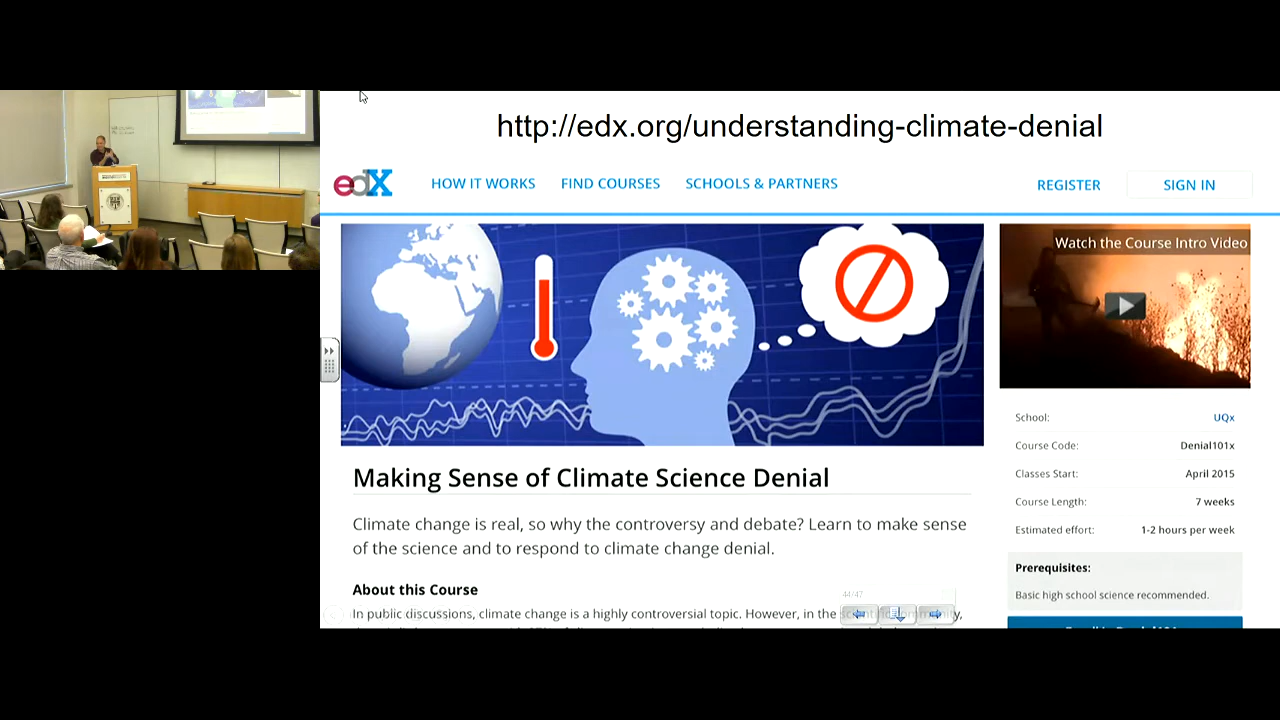 http://edx.org/understanding-climate-denial
edX
HOW IT WORKS
FIND COURSES
SCHOOLS & PARTNERS
REGISTER
SIGN IN
Watch the Course Intro Video
School: UQx
Course Code: Denial101x
Classes Start: April 2015
Course Length: 7 weeks
Estimated effort: 1-2 hours per week
Prerequisites:
Basic high school science recommended.
Making Sense of Climate Science Denial
Climate change is real, so why the controversy and debate? Learn to make sense
of the science and to respond to climate change denial.
About this Course
44/47
In public discussions, climate change is a highly controversial topic. However, in the scientific community,